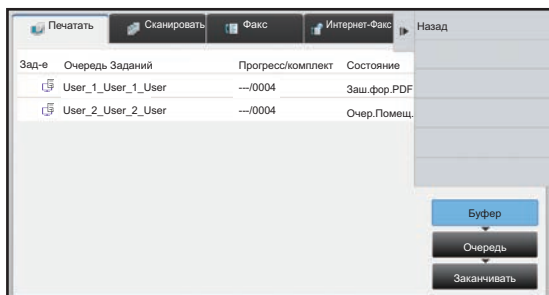 Печатать Сканировать Факс Интернет-Факс Назад
Зад-е Очередь Заданий Прогресс/комплект Состояние
User_1_User_1_User ---/0004 Заш.фор.PDF
User_2_User_2_User ---/0004 Очер.Помещ.
Буфер
Очередь
Заканчивать